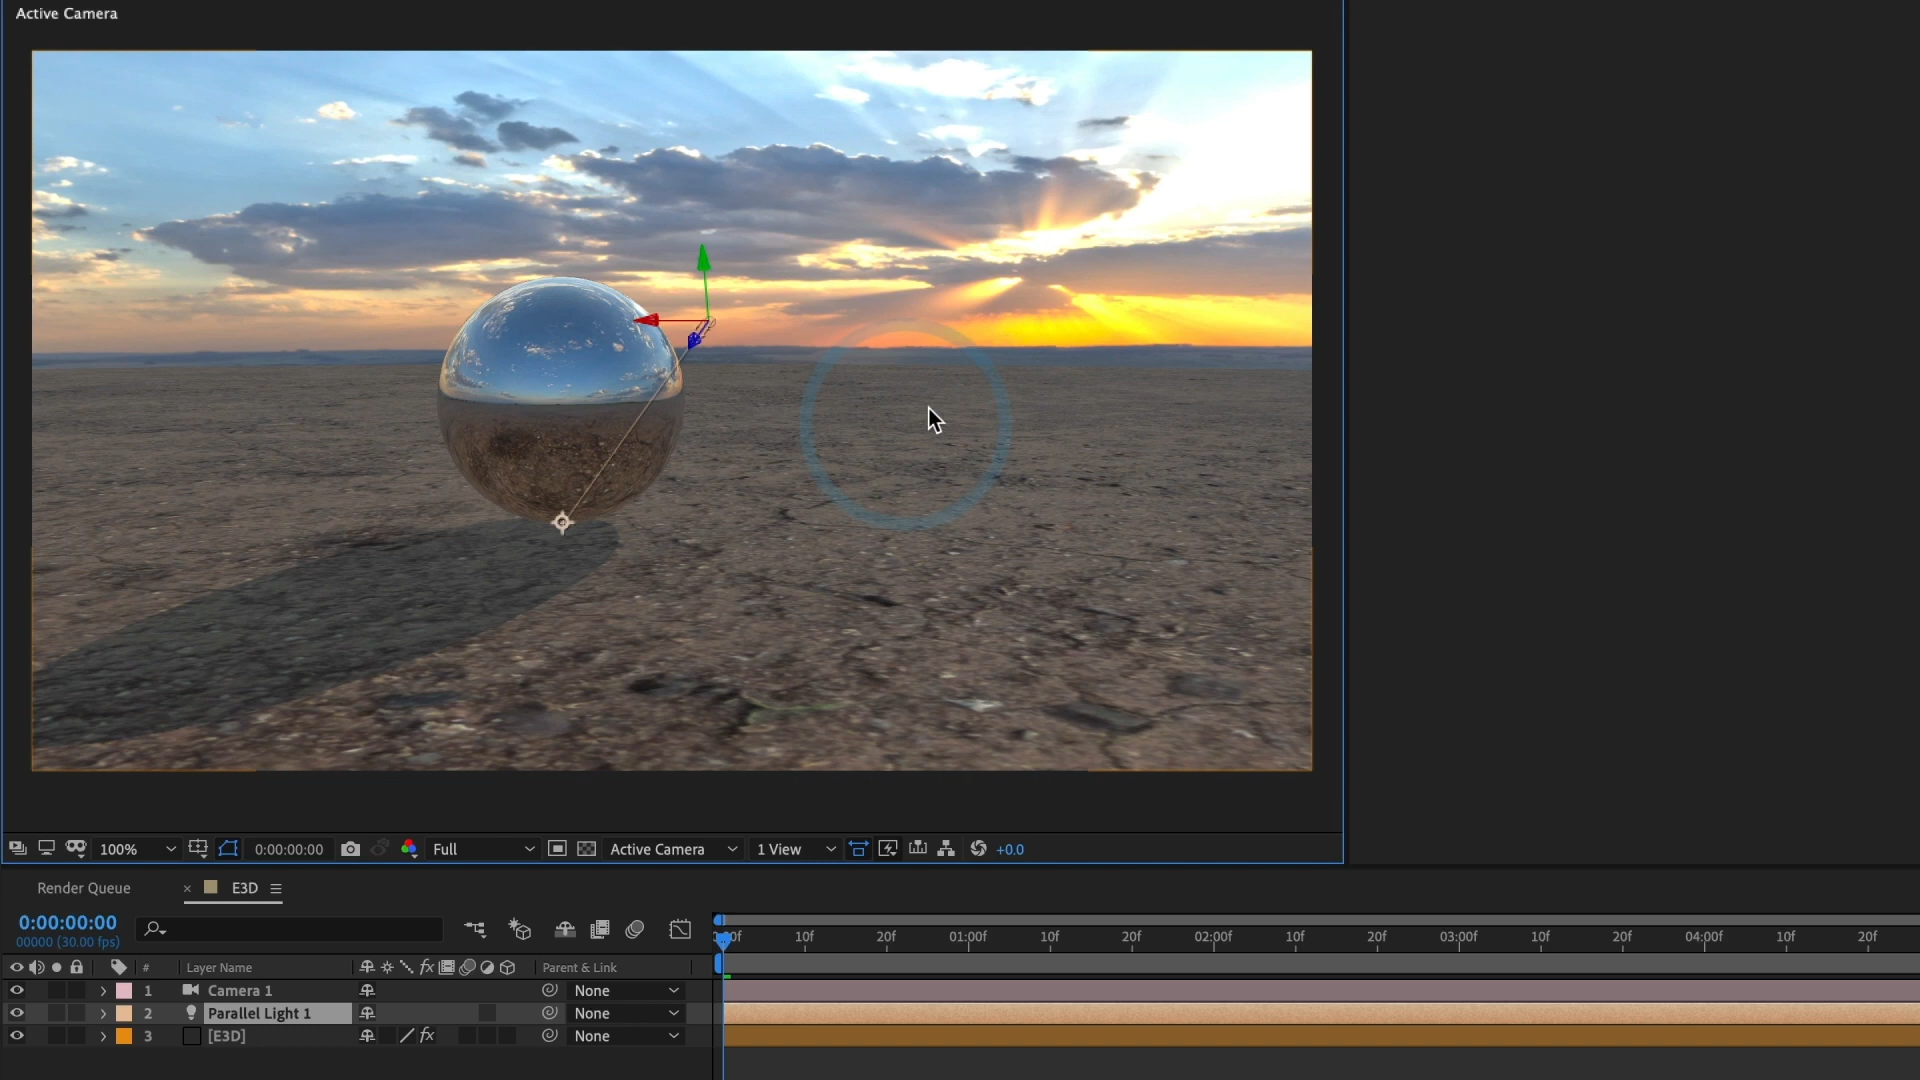 Active Camera
100%
0:00:00:00
Full
Active Camera
1 View
+0.0
Render Queue
× E3D
0:00:00:00
00000 (30.00 fps)
10f 20f 01:00f 10f 20f 02:00f 10f 20f 03:00f 10f 20f 04:00f 10f 20f
# Layer Name fx Parent & Link
1 Camera 1 None
2 Parallel Light 1 None
3 [E3D] fx None